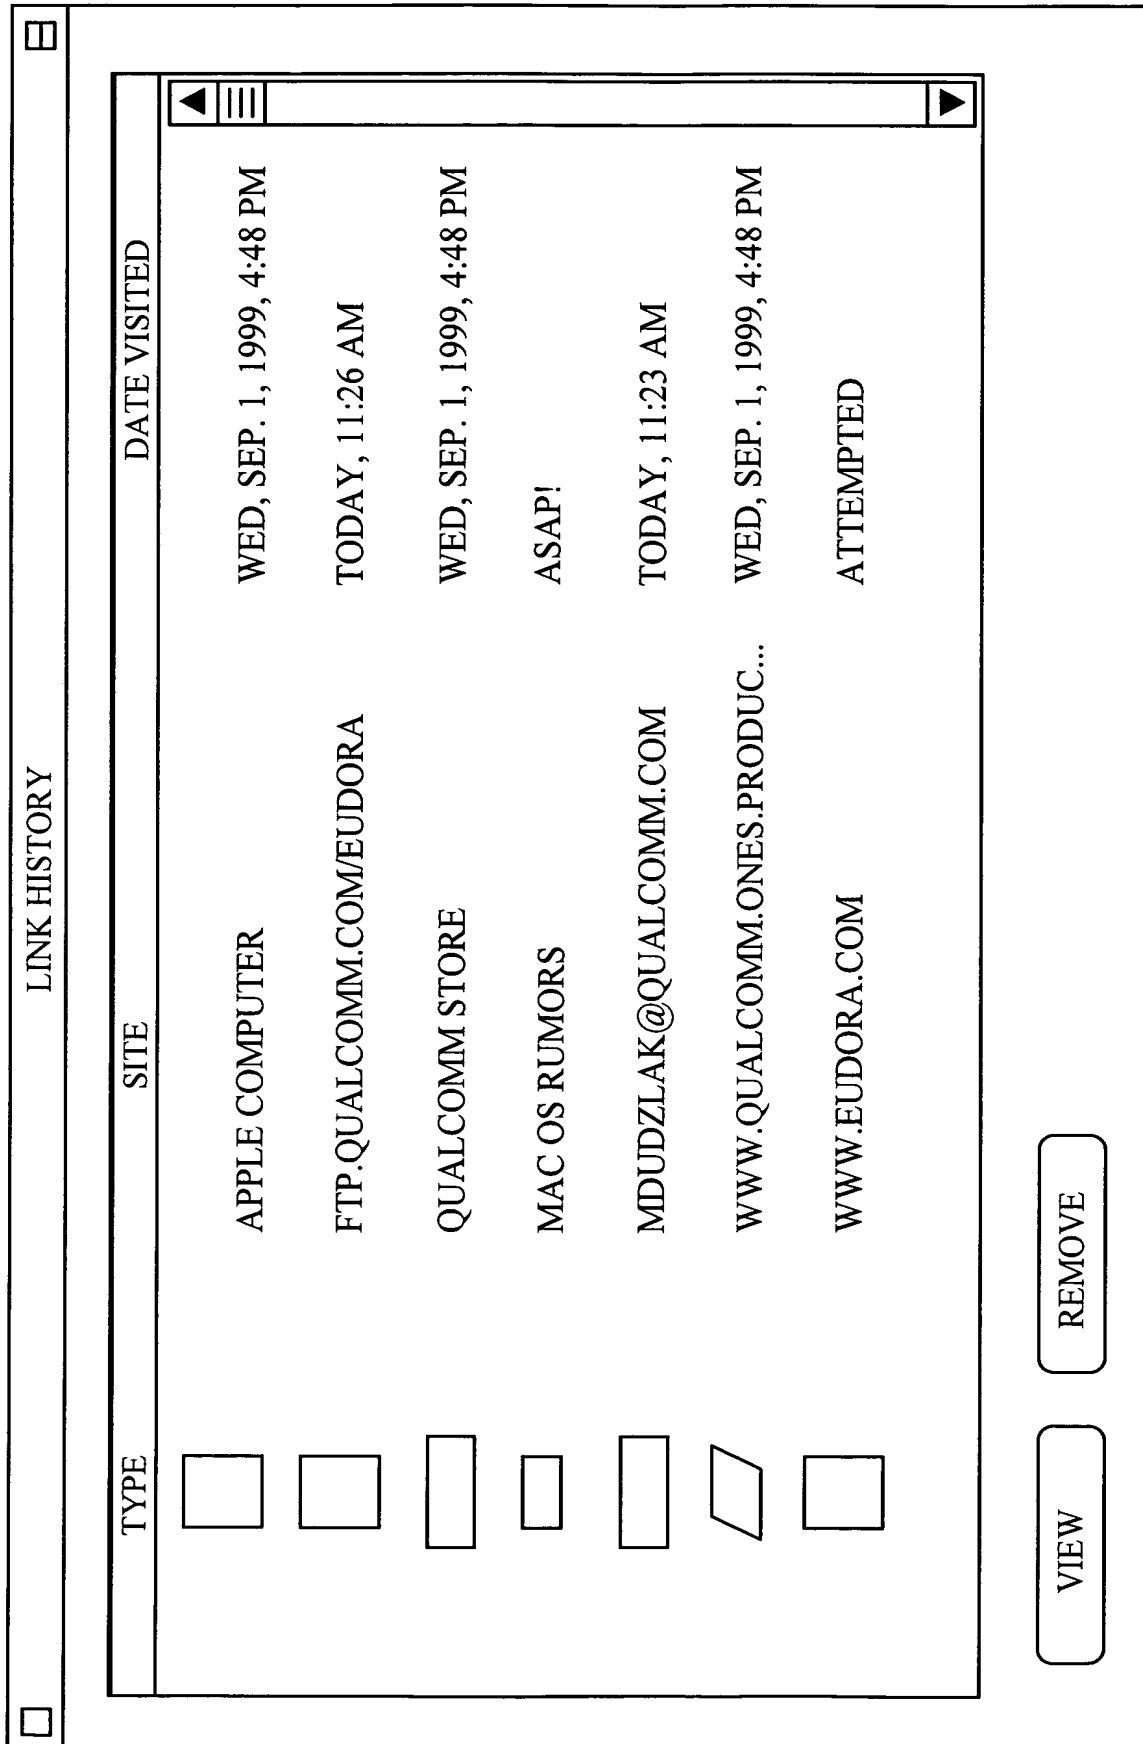 LINK HISTORY
TYPE SITE DATE VISITED
APPLE COMPUTER WED, SEP. 1, 1999, 4:48 PM
FTP.QUALCOMM.COM/EUDORA TODAY, 11:26 AM
QUALCOMM STORE WED, SEP. 1, 1999, 4:48 PM
MAC OS RUMORS ASAP!
MDUDZLAK@QUALCOMM.COM TODAY, 11:23 AM
WWW.QUALCOMM.ONES.PRODUC... WED, SEP. 1, 1999, 4:48 PM
WWW.EUDORA.COM ATTEMPTED
VIEW REMOVE